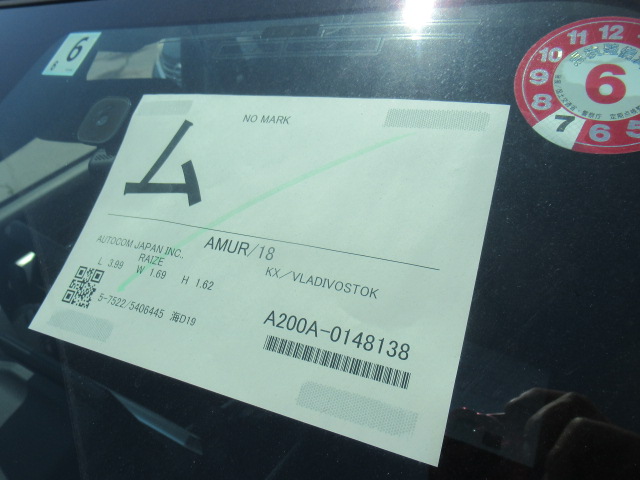 6
NO MARK
ム
AUTOCOM JAPAN INC.. AMUR/18
RAIZE
L 3.99 W 1.69 H 1.62
KX/VLADIVOSTOK
5-7522/5406445 海D19
A200A-0148138
10 11 12
9 6
8 7 6 5